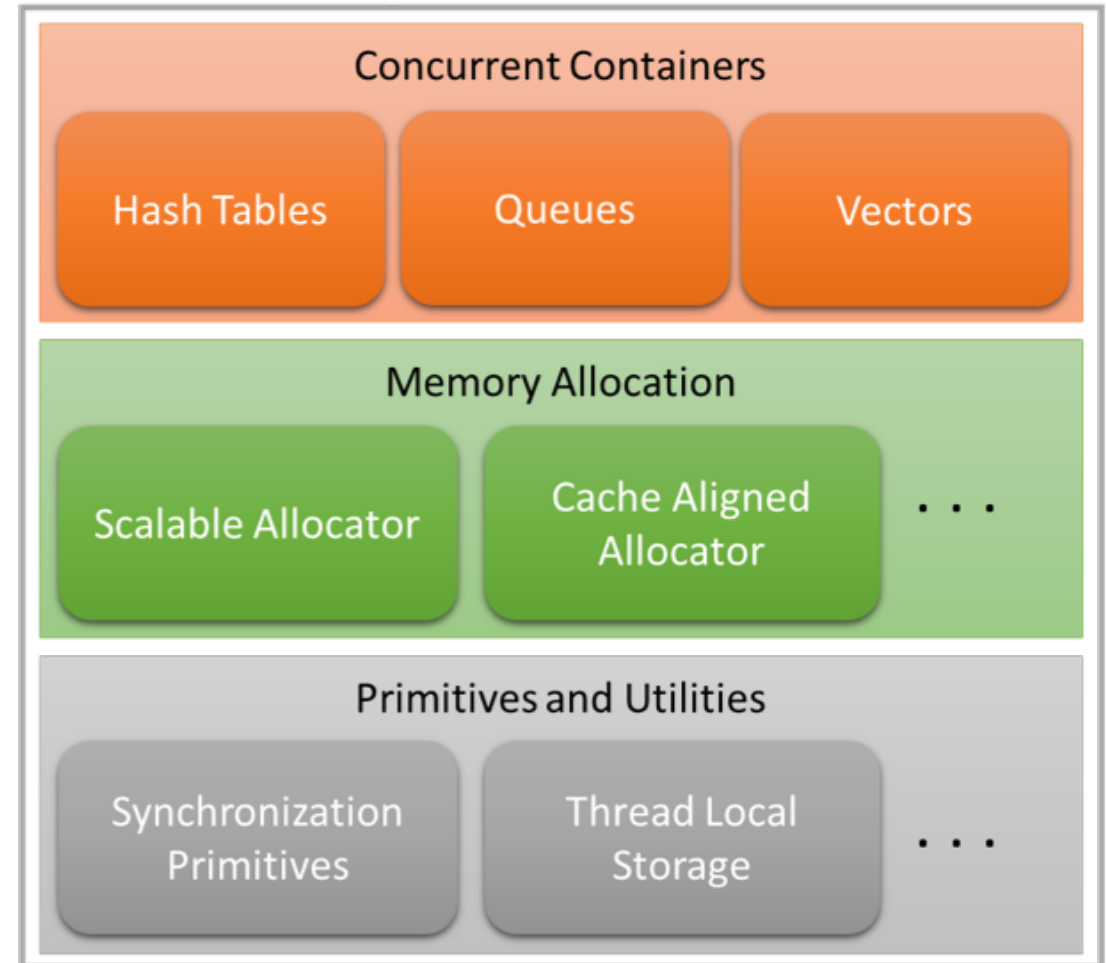 Concurrent Containers
Hash Tables
Queues
Vectors
Memory Allocation
Scalable Allocator
Cache Aligned
Allocator
. . .
Primitives and Utilities
Synchronization
Primitives
Thread Local
Storage
. . .